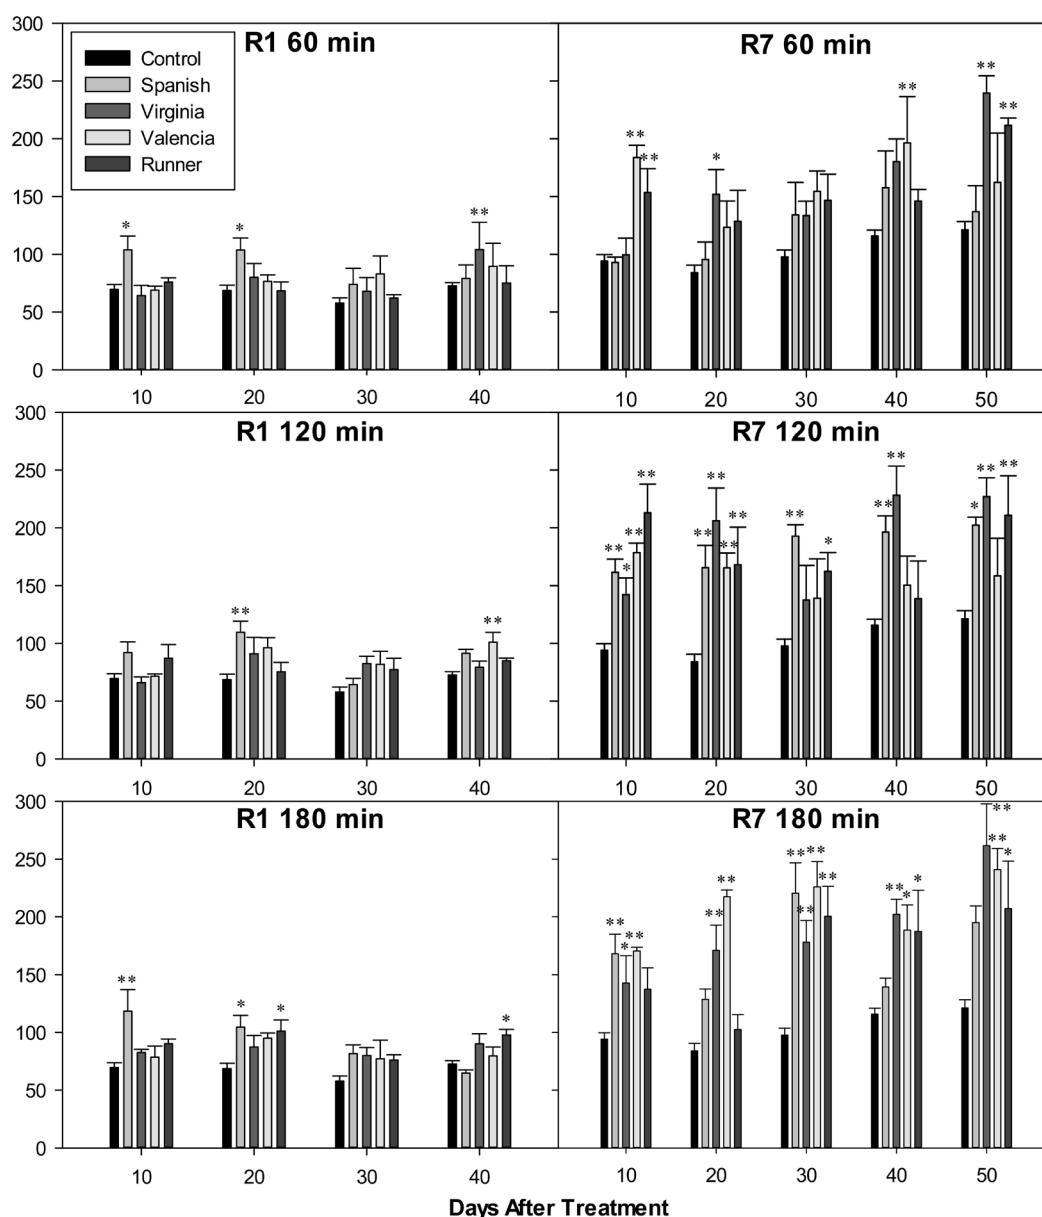 R1 60 min
Control
Spanish
Virginia
Valencia
Runner
300
250
200
150
100
50
0
* * **
10 20 30 40
R7 60 min
** ** * ** ** **
10 20 30 40 50
R1 120 min
300
250
200
150
100
50
0
** **
10 20 30 40
R7 120 min
** * ** ** ** ** ** ** ** * ** ** * ** **
10 20 30 40 50
R1 180 min
300
250
200
150
100
50
0
** * * *
10 20 30 40
R7 180 min
** * ** ** ** ** ** ** ** ** * * ** ** *
10 20 30 40 50
Days After Treatment